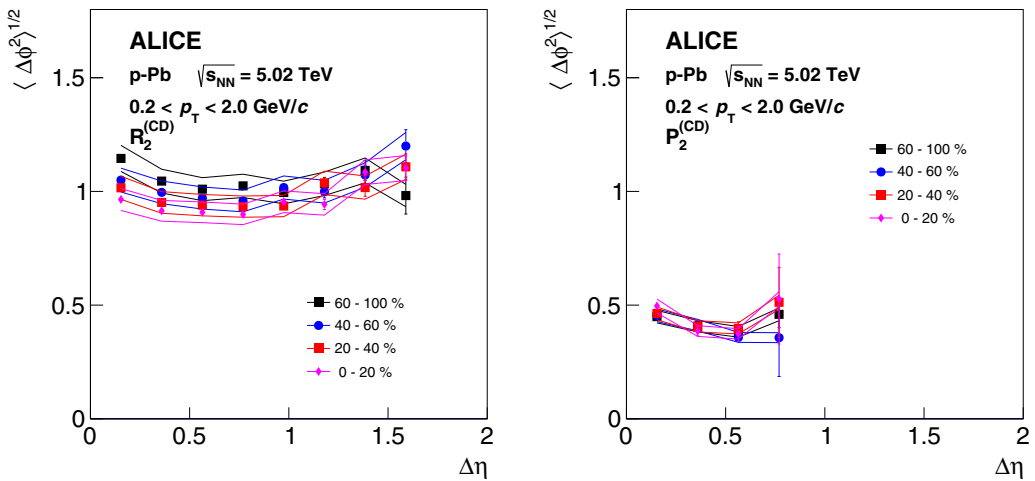 ⟨ Δϕ²⟩^{1/2}
ALICE
p-Pb √s_NN = 5.02 TeV
0.2 < p_T < 2.0 GeV/c
R_2^(CD)
60 - 100 %
40 - 60 %
20 - 40 %
0 - 20 %
1.5
1
0.5
0
0 0.5 1 1.5 2
Δη
⟨ Δϕ²⟩^{1/2}
ALICE
p-Pb √s_NN = 5.02 TeV
0.2 < p_T < 2.0 GeV/c
P_2^(CD)
60 - 100 %
40 - 60 %
20 - 40 %
0 - 20 %
1.5
1
0.5
0
0 0.5 1 1.5 2
Δη